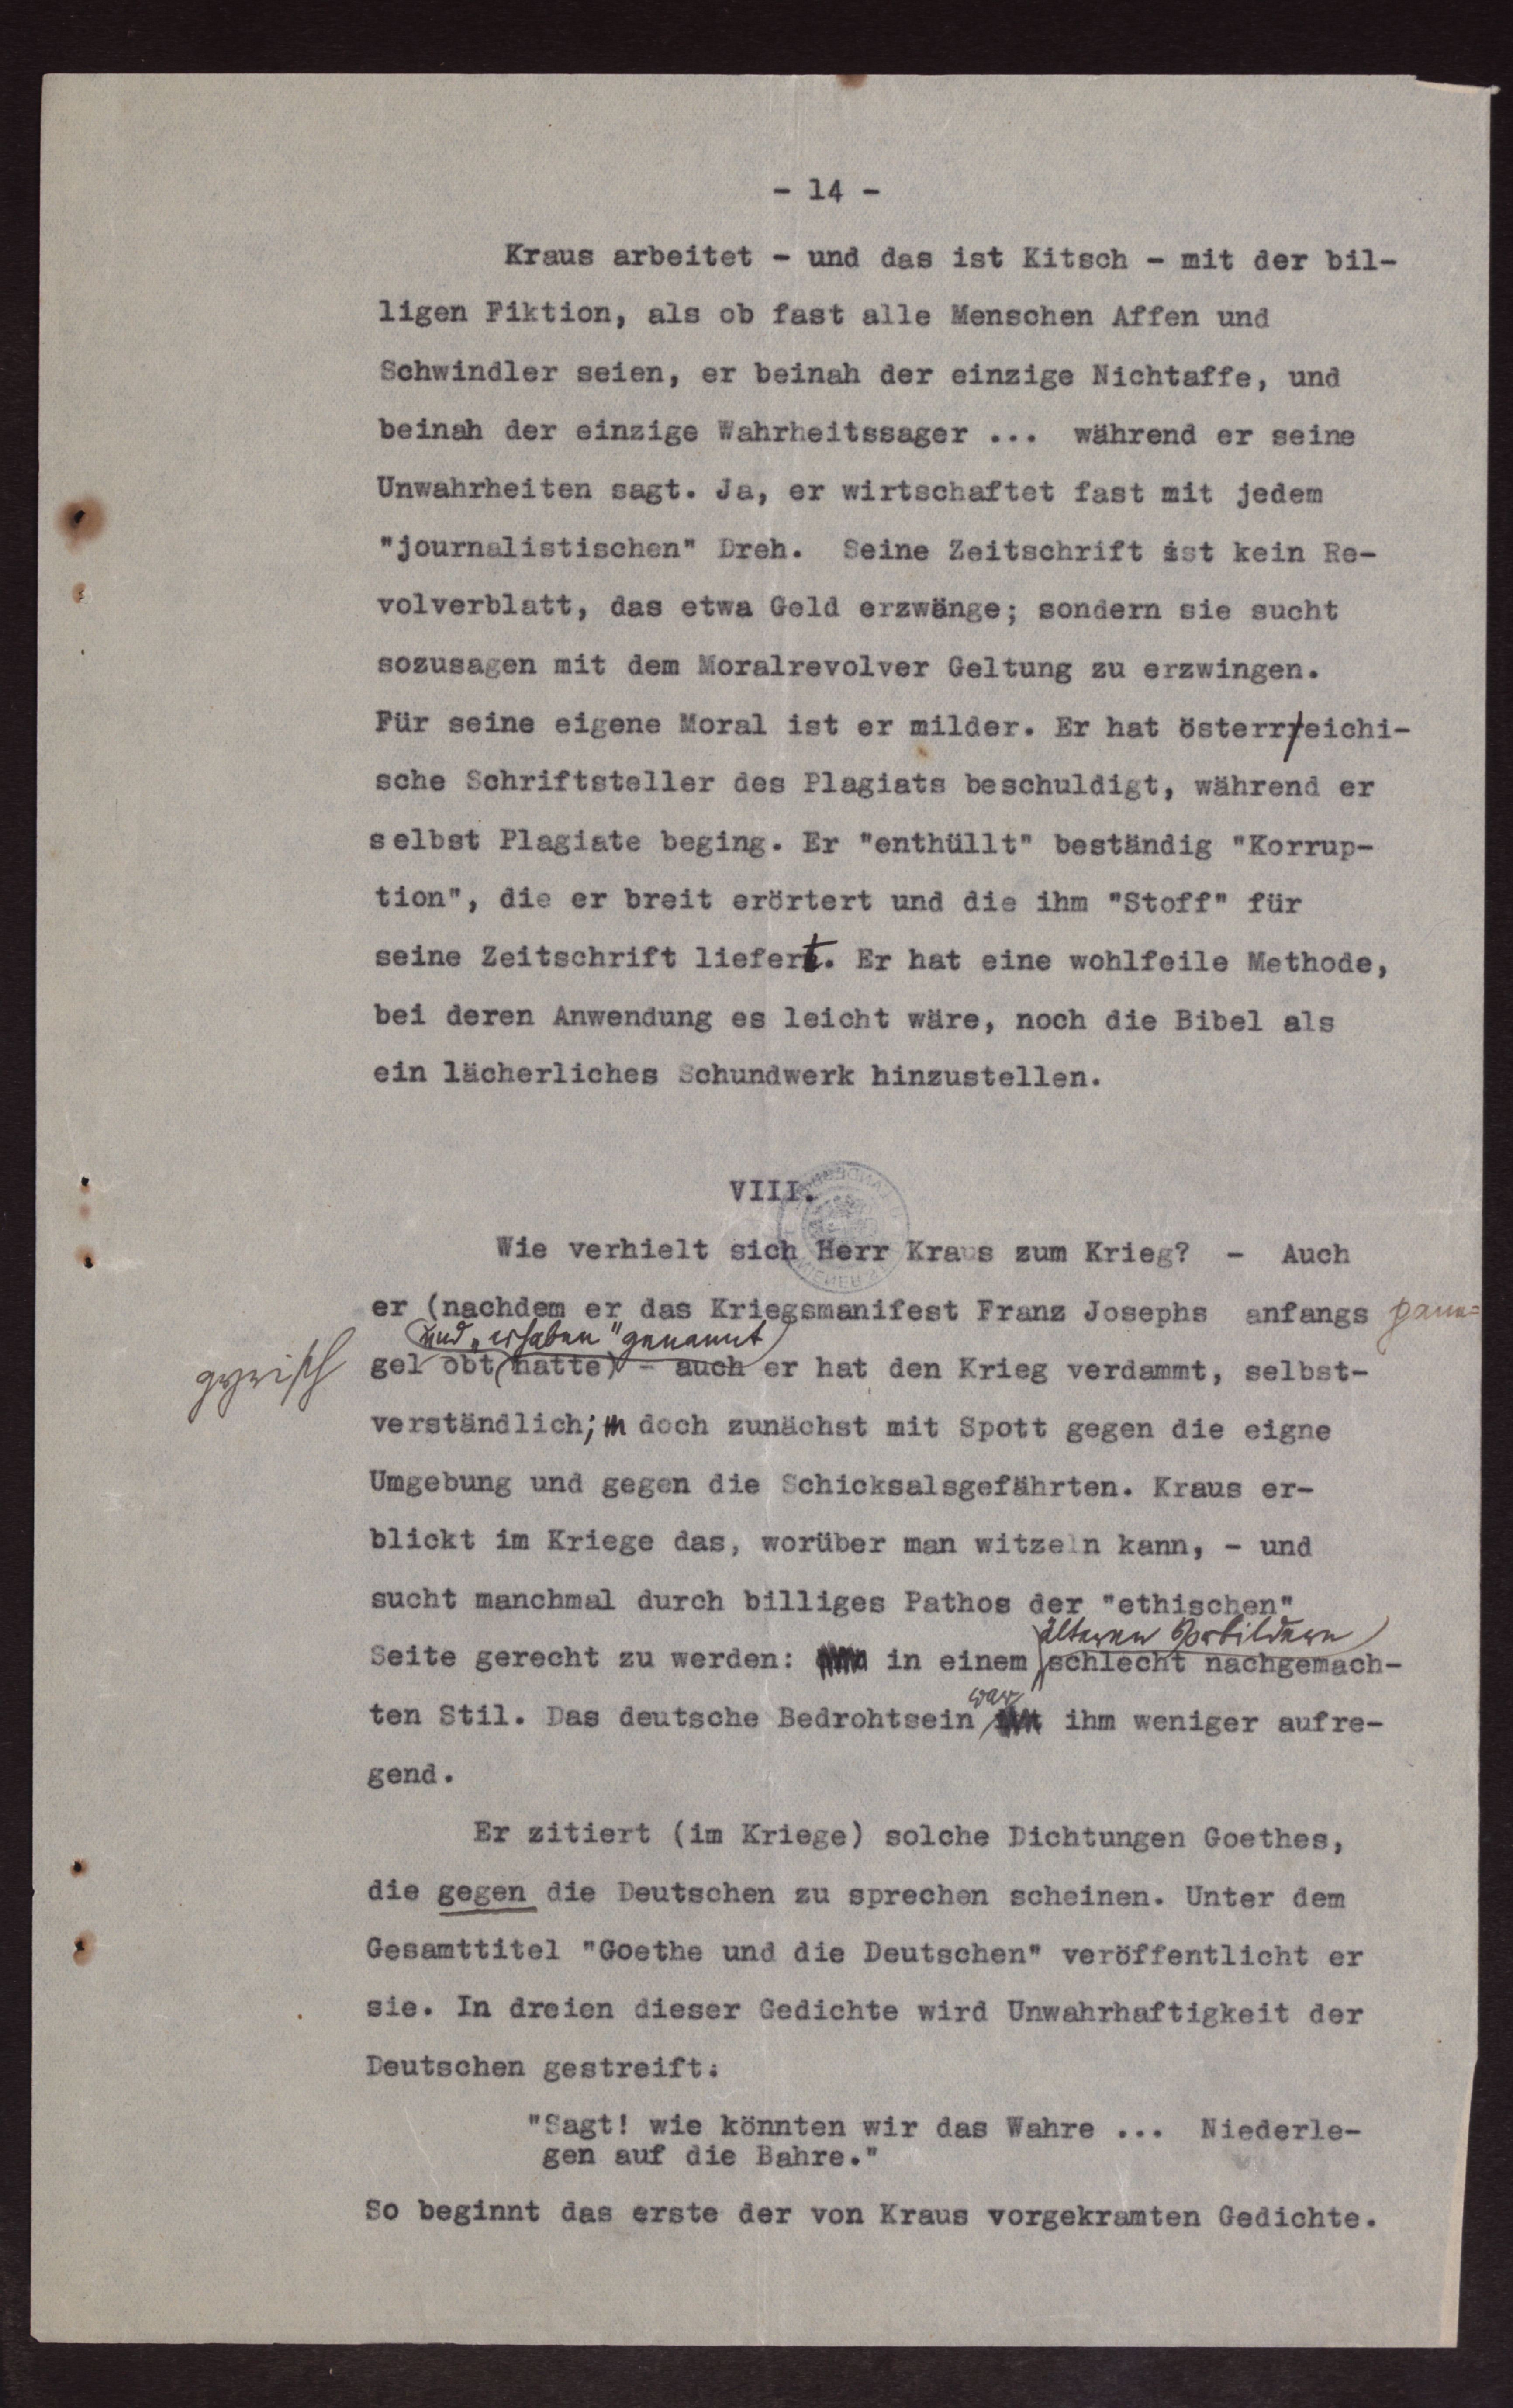 - 14 -
Kraus arbeitet - und das ist Kitsch - mit der bil-
ligen Fiktion, als ob fast alle Menschen Affen und
Schwindler seien, er beinah der einzige Nichtaffe, und
beinah der einzige Wahrheitssager ... während er seine
Unwahrheiten sagt. Ja, er wirtschaftet fast mit jedem
"journalistischen" Dreh. Seine Zeitschrift ist kein Re-
volverblatt, das etwa Geld erzwänge; sondern sie sucht
sozusagen mit dem Moralrevolver Geltung zu erzwingen.
Für seine eigene Moral ist er milder. Er hat österreichi-
sche Schriftsteller des Plagiats beschuldigt, während er
selbst Plagiate beging. Er "enthüllt" beständig "Korrup-
tion", die er breit erörtert und die ihm "Stoff" für
seine Zeitschrift liefert. Er hat eine wohlfeile Methode,
bei deren Anwendung es leicht wäre, noch die Bibel als
ein lächerliches Schundwerk hinzustellen.
VIII.
Wie verhielt sich Herr Kraus zum Krieg? - Auch
er (nachdem er das Kriegsmanifest Franz Josephs anfangs pane=
und „erhaben" genannt
gyrisch gelobt hatte) - auch er hat den Krieg verdammt, selbst-
verständlich; doch zunächst mit Spott gegen die eigne
Umgebung und gegen die Schicksalsgefährten. Kraus er-
blickt im Kriege das, worüber man witzeln kann, - und
sucht manchmal durch billiges Pathos der "ethischen"
älteren Vorbildern
Seite gerecht zu werden: in einem schlecht nachgemach-
war
ten Stil. Das deutsche Bedrohtsein ihm weniger aufre-
gend.
Er zitiert (im Kriege) solche Dichtungen Goethes,
die gegen die Deutschen zu sprechen scheinen. Unter dem
Gesamttitel "Goethe und die Deutschen" veröffentlicht er
sie. In dreien dieser Gedichte wird Unwahrhaftigkeit der
Deutschen gestreift:
"Sagt! wie könnten wir das Wahre ... Niederle-
gen auf die Bahre."
So beginnt das erste der von Kraus vorgekramten Gedichte.